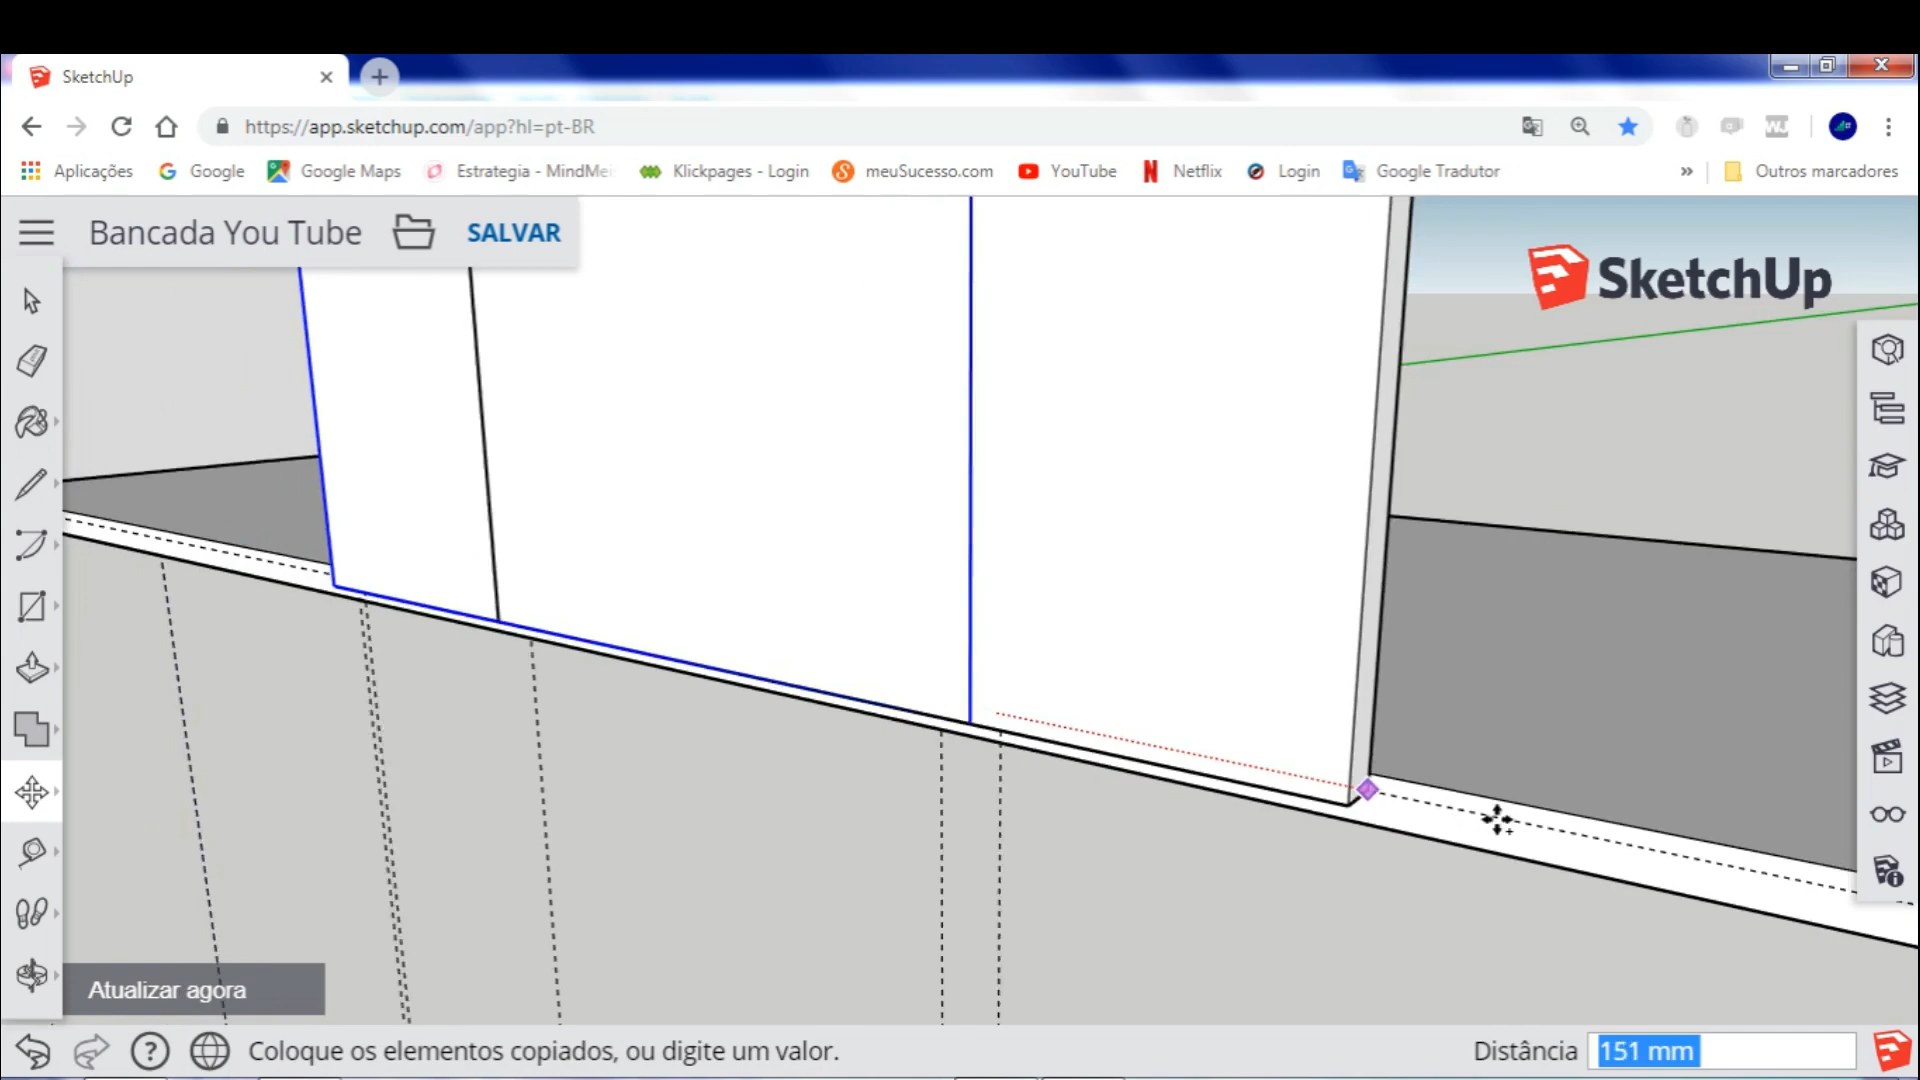 SketchUp
https://app.sketchup.com/app?hl=pt-BR
Aplicações Google Google Maps Estrategia - MindMei Klickpages - Login meuSucesso.com YouTube Netflix Login Google Tradutor » Outros marcadores
Bancada You Tube SALVAR
SketchUp
Atualizar agora
Coloque os elementos copiados, ou digite um valor. Distância 151 mm